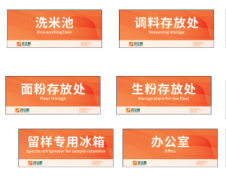 洗米池
Rice washing tank
调料存放处
Seasoning storage
面粉存放处
Flour storage
生粉存放处
Storage place for raw flour
留样专用冰箱
Special refrigerator for sample retention
办公室
office